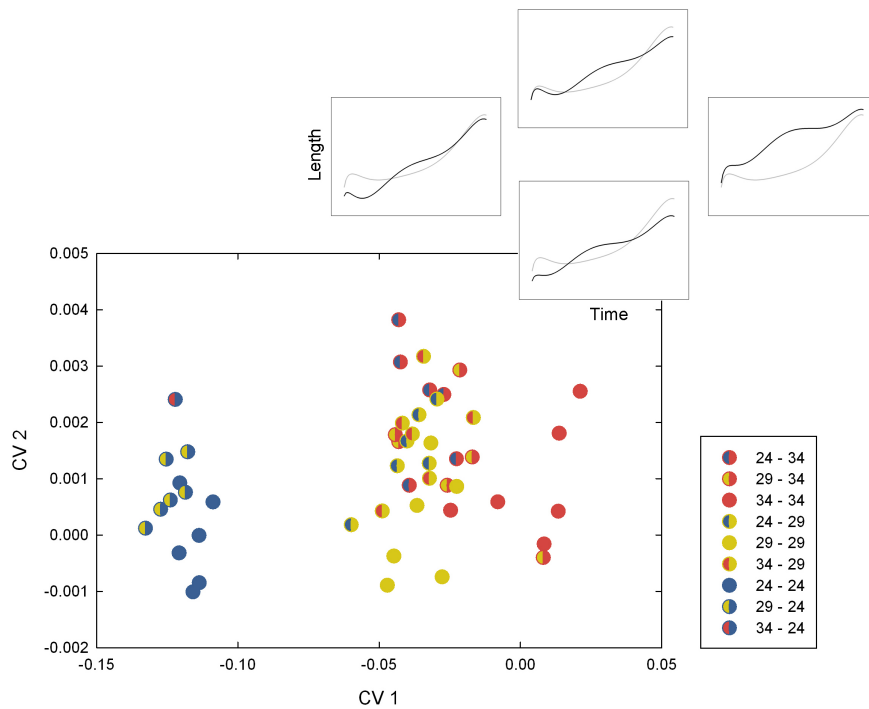 Length
Time
0.005
0.004
0.003
0.002
0.001
0.000
-0.001
-0.002
CV 2
-0.15
-0.10
-0.05
0.00
0.05
CV 1
24 - 34
29 - 34
34 - 34
24 - 29
29 - 29
34 - 29
24 - 24
29 - 24
34 - 24